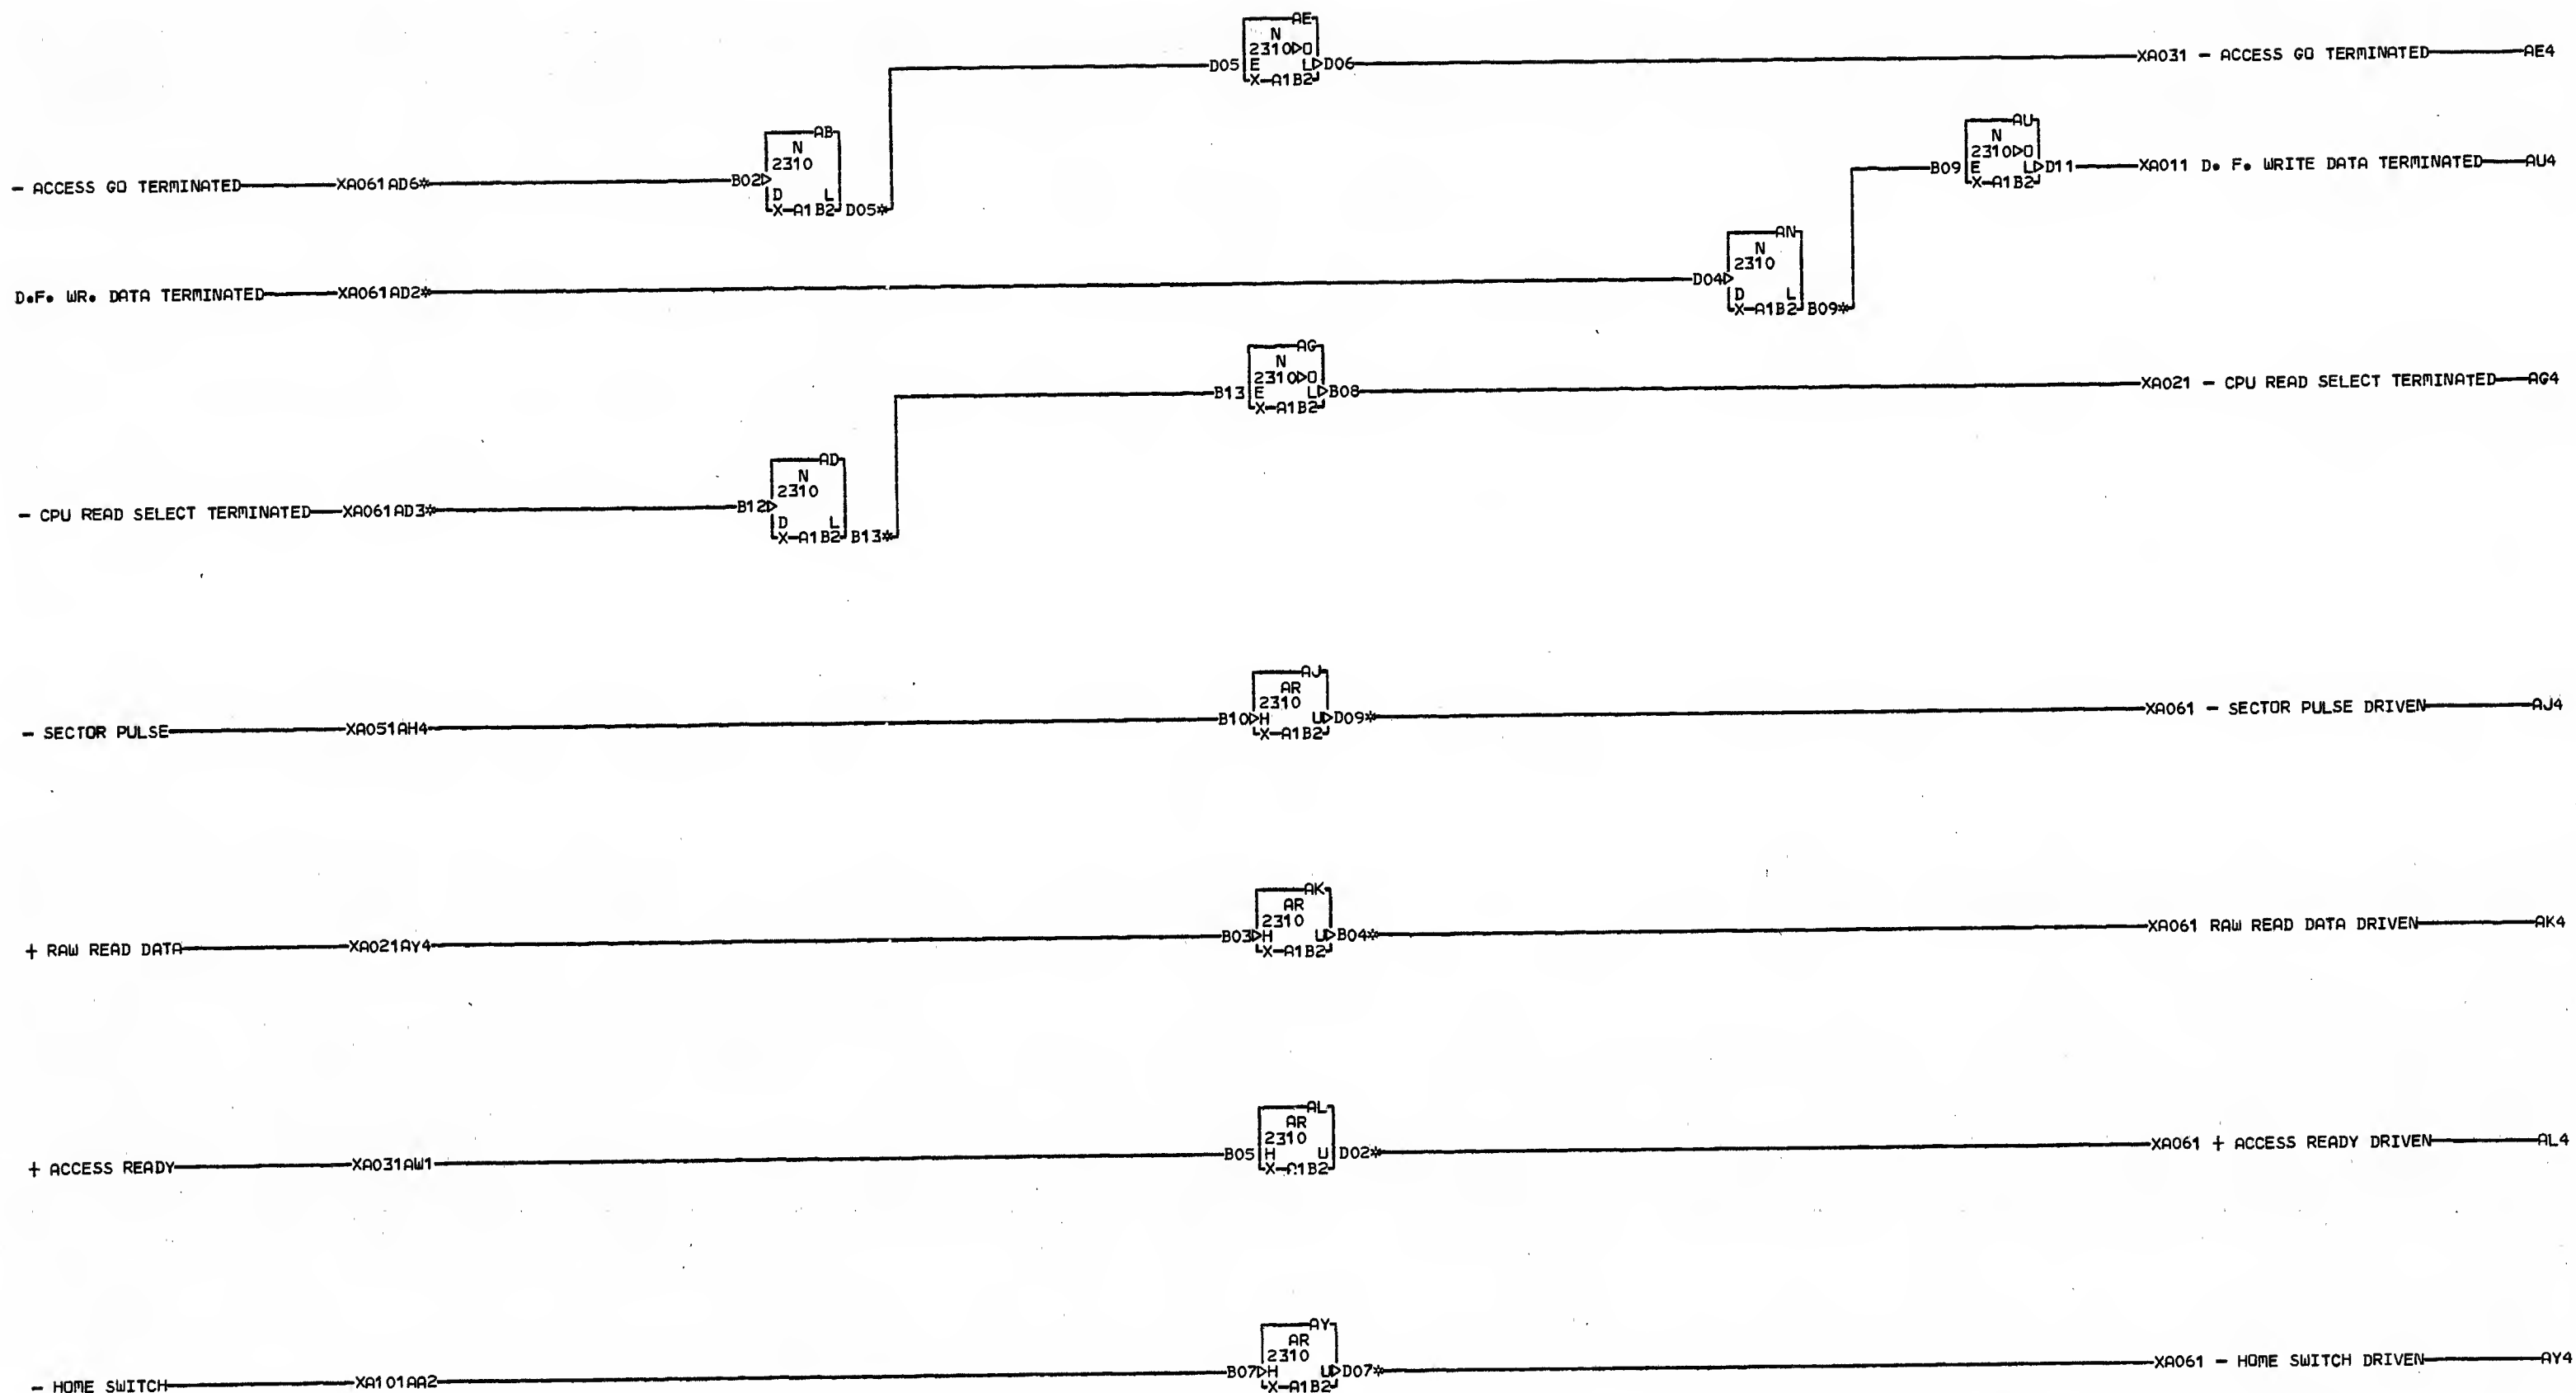 AE
N
2310 O
D05 E L D06 XA031 - ACCESS GO TERMINATED AE4
X-A1B2
AB
N
2310
- ACCESS GO TERMINATED XA061AD6* B02
D L
X-A1B2 D05*
AU
N
2310 O
B09 E L D11 XA011 D. F. WRITE DATA TERMINATED AU4
X-A1B2
AN
N
2310
D.F. WR. DATA TERMINATED XA061AD2* D04
D L
X-A1B2 B09*
AG
N
2310 O
B13 E L B08 XA021 - CPU READ SELECT TERMINATED AG4
X-A1B2
AD
N
2310
- CPU READ SELECT TERMINATED XA061AD3* B12
D L
X-A1B2 B13*
AJ
AR
2310
- SECTOR PULSE XA051AH4 B10 H U D09* XA061 - SECTOR PULSE DRIVEN AJ4
X-A1B2
AK
AR
2310
+ RAW READ DATA XA021AY4 B03 H U B04* XA061 RAW READ DATA DRIVEN AK4
X-A1B2
AL
AR
2310
+ ACCESS READY XA031AW1 B05 H U D02* XA061 + ACCESS READY DRIVEN AL4
X-A1B2
AY
AR
2310
- HOME SWITCH XA101AA2 B07 H U D07* XA061 - HOME SWITCH DRIVEN AY4
X-A1B2